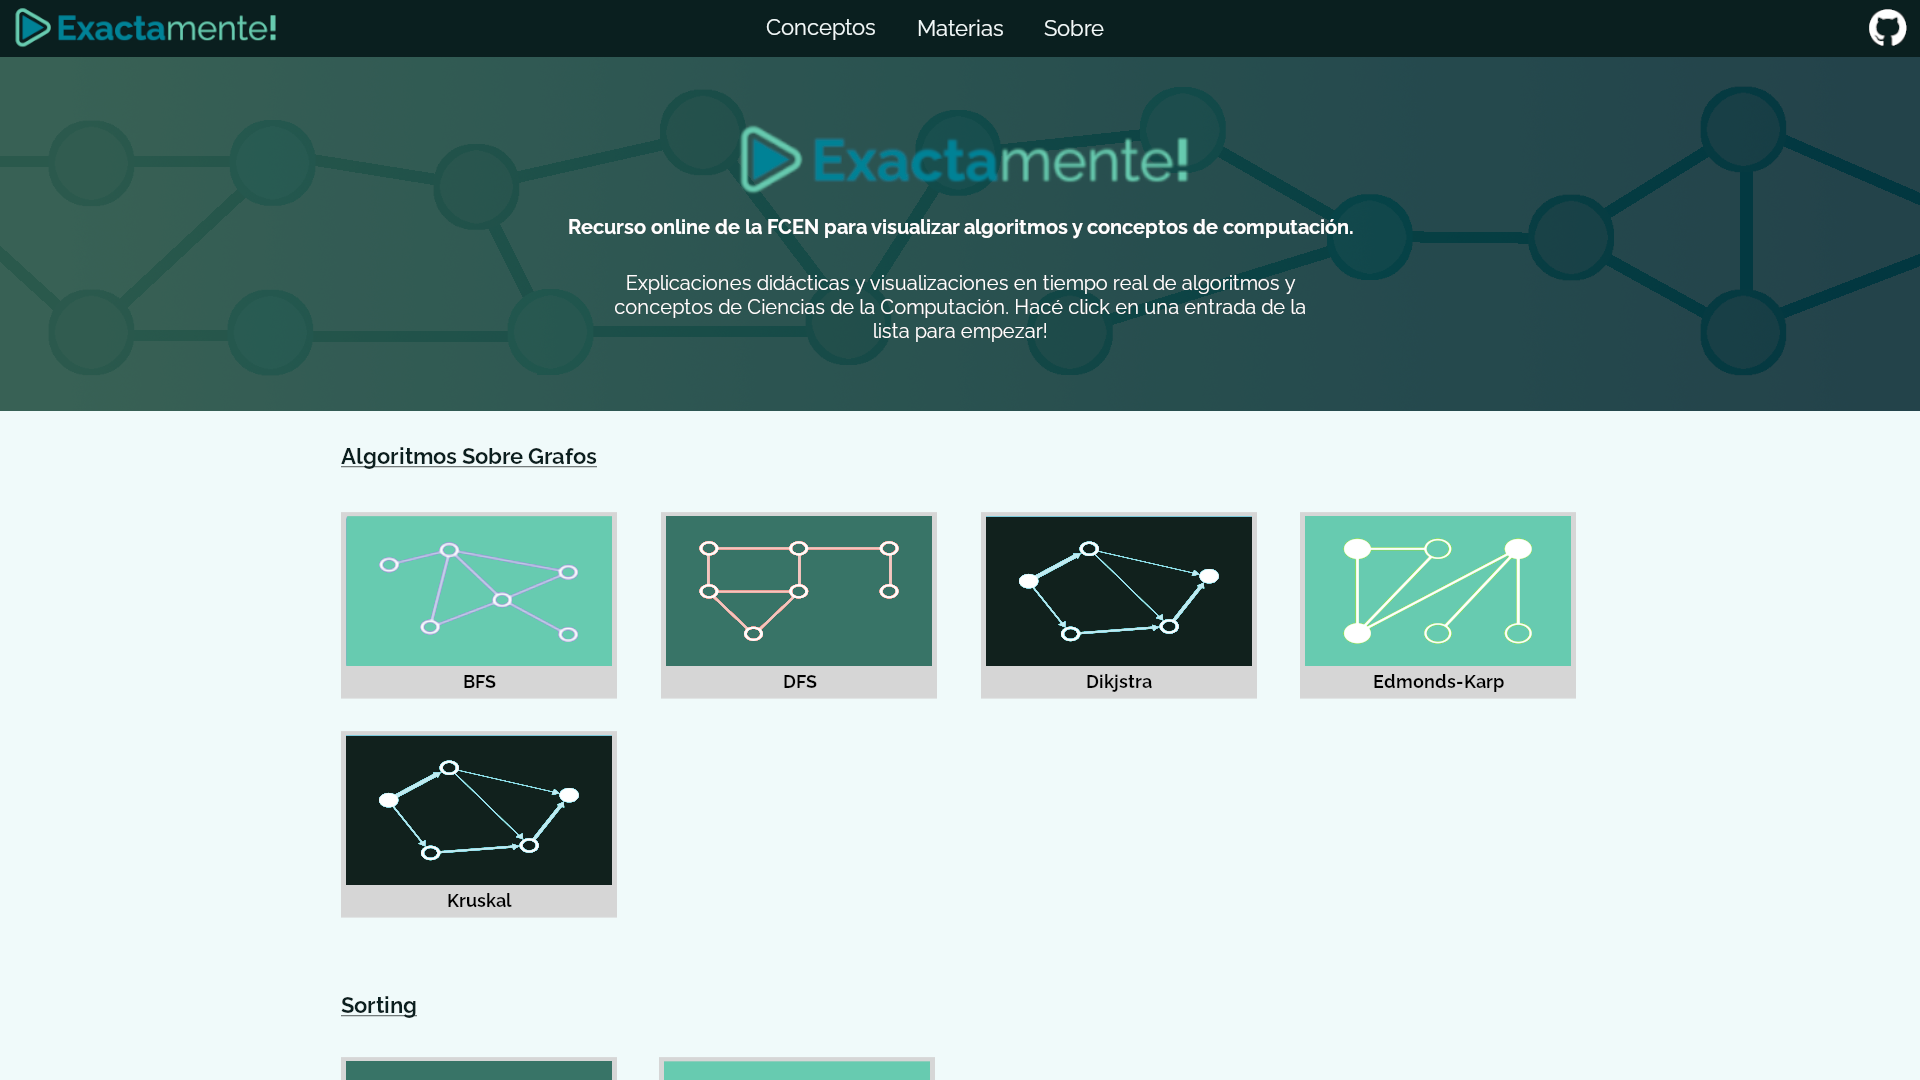 Exactamente!
Conceptos
Materias
Sobre
Exactamente!
Recurso online de la FCEN para visualizar algoritmos y conceptos de computación.
Explicaciones didácticas y visualizaciones en tiempo real de algoritmos y
conceptos de Ciencias de la Computación. Hacé click en una entrada de la
lista para empezar!
Algoritmos Sobre Grafos
BFS
DFS
Dikjstra
Edmonds-Karp
Kruskal
Sorting